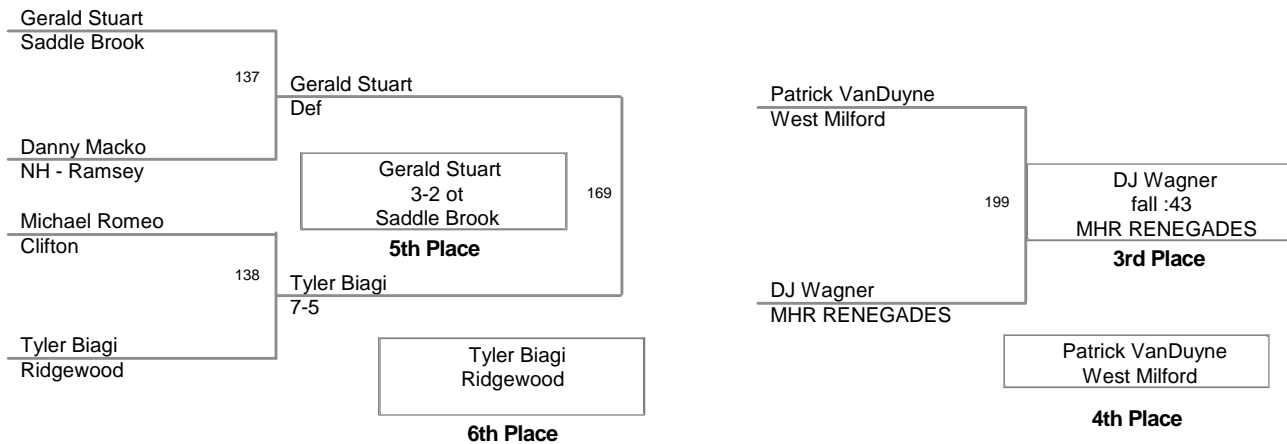 Gerald Stuart
Saddle Brook
137
Gerald Stuart
Def
Danny Macko
NH - Ramsey
Gerald Stuart
3-2 ot
Saddle Brook
5th Place
169
Michael Romeo
Clifton
138
Tyler Biagi
7-5
Tyler Biagi
Ridgewood
Tyler Biagi
Ridgewood
6th Place
Patrick VanDuyne
West Milford
199
DJ Wagner
fall :43
MHR RENEGADES
3rd Place
DJ Wagner
MHR RENEGADES
Patrick VanDuyne
West Milford
4th Place